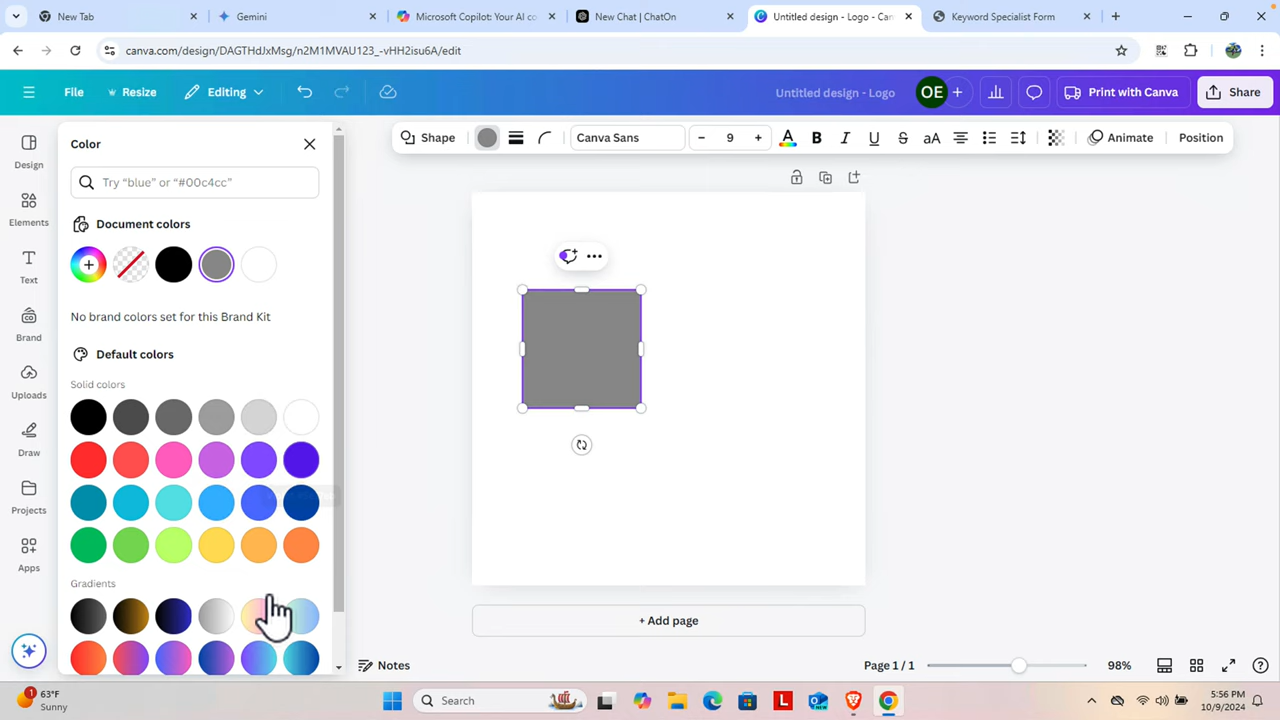 New Tab
Gemini
Microsoft Copilot: Your AI co
New Chat | ChatOn
Untitled design - Logo - Can
Keyword Specialist Form
canva.com/design/DAGTHdJxMsg/n2M1MVAU123_-vHH2isu6A/edit
File
Resize
Editing
Untitled design - Logo
OE
Print with Canva
Share
Design
Elements
Text
Brand
Uploads
Draw
Projects
Apps
Color
Try “blue” or “#00c4cc”
Document colors
No brand colors set for this Brand Kit
Default colors
Solid colors
Gradients
Shape
Canva Sans
9
B
I
U
S
aA
Animate
Position
+ Add page
Notes
Page 1 / 1
98%
1
63°F
Sunny
Search
L
5:56 PM
10/9/2024